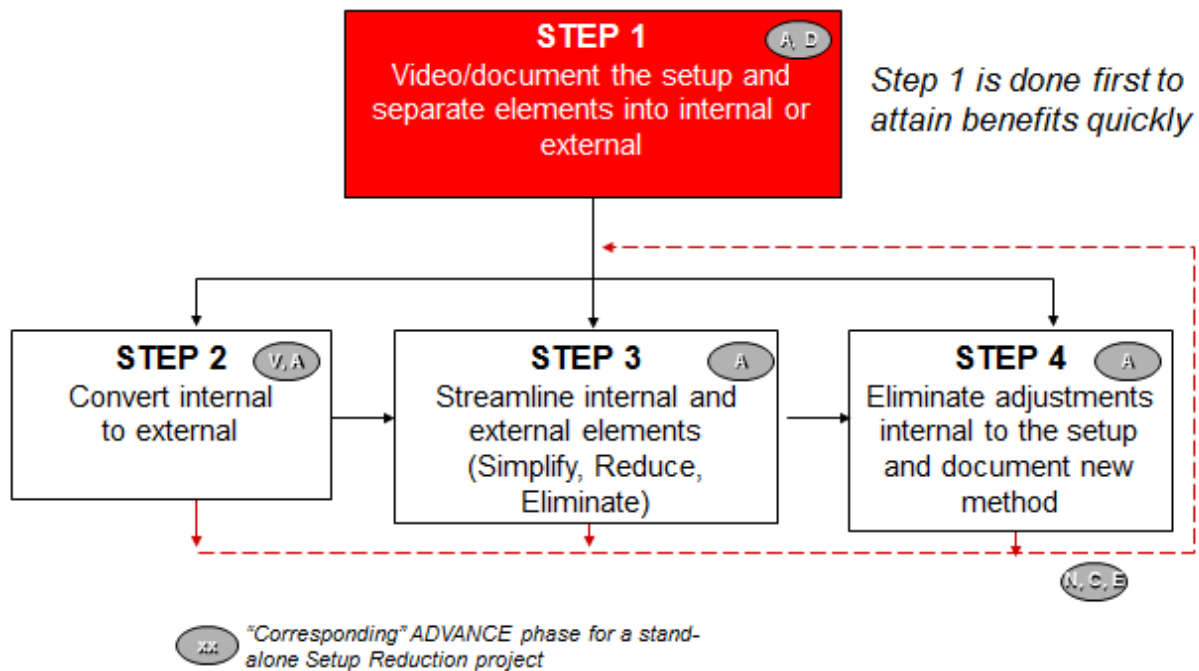 STEP 1
A, D
Video/document the setup and
separate elements into internal or
external
Step 1 is done first to
attain benefits quickly
STEP 2
V, A
Convert internal
to external
STEP 3
A
Streamline internal and
external elements
(Simplify, Reduce,
Eliminate)
STEP 4
A
Eliminate adjustments
internal to the setup
and document new
method
N, C, E
xx
"Corresponding" ADVANCE phase for a stand-
alone Setup Reduction project